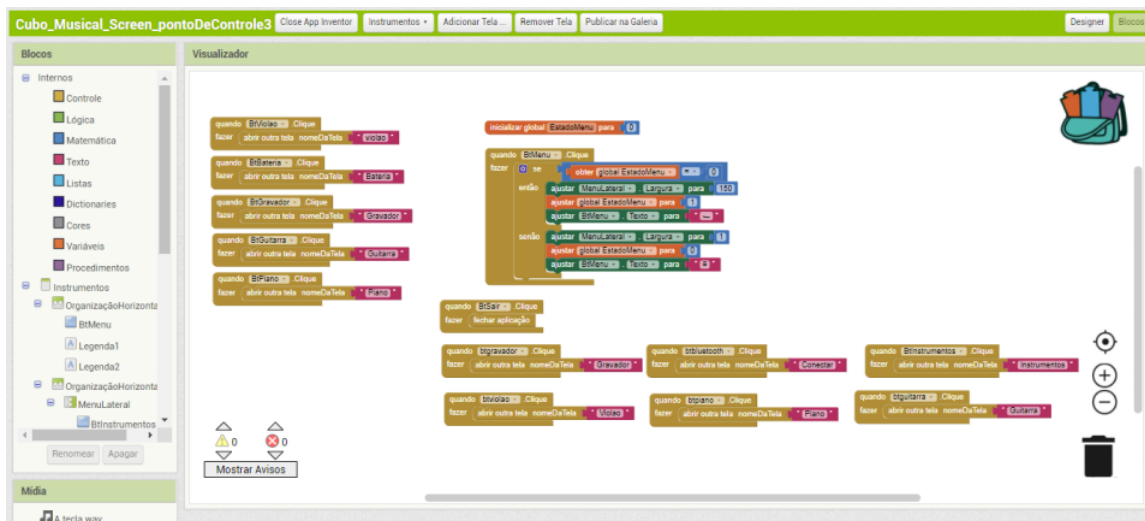 Cubo_Musical_Screen_pontoDeControle3 Close App Inventor Instrumentos Adicionar Tela ... Remover Tela Publicar na Galeria Designer Blocos
Blocos
Internos
Controle
Lógica
Matemática
Texto
Listas
Dictionaries
Cores
Variáveis
Procedimentos
Instrumentos
OrganizaçãoHorizonta
BtMenu
Legenda1
Legenda2
OrganizaçãoHorizonta
MenuLateral
BtInstrumentos
Renomear Apagar
Mídia
A tecla.wav
Visualizador
quando BtViolao .Clique
fazer abrir outra tela nomeDaTela " violao "
quando BtBateria .Clique
fazer abrir outra tela nomeDaTela " Bateria "
quando BtGravador .Clique
fazer abrir outra tela nomeDaTela " Gravador "
quando BtGuitarra .Clique
fazer abrir outra tela nomeDaTela " Guitarra "
quando BtPiano .Clique
fazer abrir outra tela nomeDaTela " Piano "
inicializar global EstadoMenu para 0
quando BtMenu .Clique
fazer se obter global EstadoMenu = 0
então ajustar MenuLateral . Largura para 150
ajustar global EstadoMenu para 1
ajustar BtMenu . Texto para
senão ajustar MenuLateral . Largura para 1
ajustar global EstadoMenu para 0
ajustar BtMenu . Texto para
quando BtSair .Clique
fazer fechar aplicação
quando btgravador .Clique
fazer abrir outra tela nomeDaTela " Gravador "
quando btbluetooth .Clique
fazer abrir outra tela nomeDaTela " Conectar "
quando BtInstrumentos .Clique
fazer abrir outra tela nomeDaTela " Instrumentos "
quando btviolao .Clique
fazer abrir outra tela nomeDaTela " Violao "
quando btpiano .Clique
fazer abrir outra tela nomeDaTela " Piano "
quando btguitarra .Clique
fazer abrir outra tela nomeDaTela " Guitarra "
0 0
Mostrar Avisos